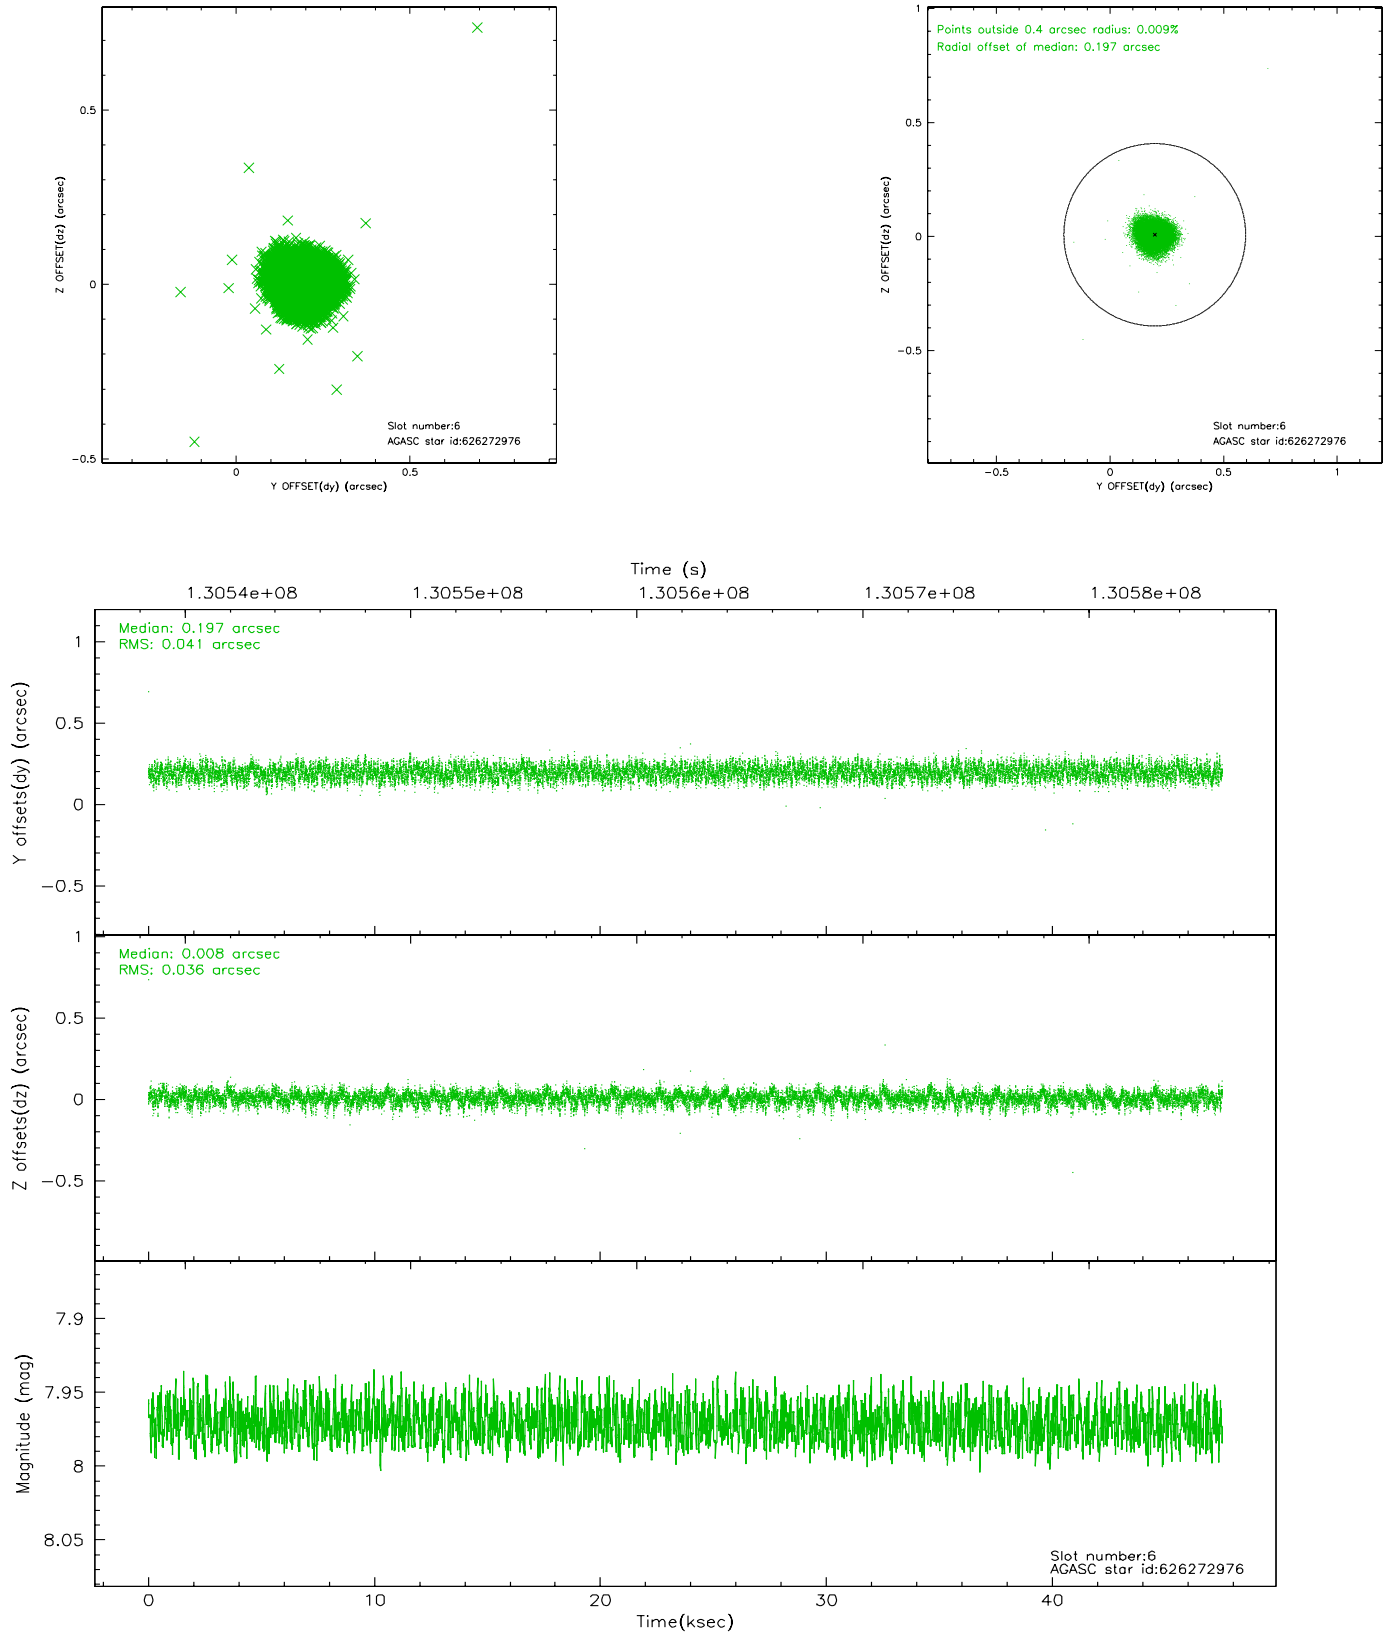 0.5
0
−0.5
Z OFFSET(dz) (arcsec)
0
0.5
Y OFFSET(dy) (arcsec)
Slot number:6
AGASC star id:626272976
Points outside 0.4 arcsec radius: 0.009%
Radial offset of median: 0.197 arcsec
1
0.5
0
−0.5
Z OFFSET(dz) (arcsec)
−0.5
0
0.5
1
Y OFFSET(dy) (arcsec)
Slot number:6
AGASC star id:626272976
Time (s)
1.3054e+08
1.3055e+08
1.3056e+08
1.3057e+08
1.3058e+08
Median: 0.197 arcsec
RMS: 0.041 arcsec
1
0.5
0
−0.5
Y offsets(dy) (arcsec)
Median: 0.008 arcsec
RMS: 0.036 arcsec
1
0.5
0
−0.5
Z offsets(dz) (arcsec)
7.9
7.95
8
8.05
Magnitude (mag)
Slot number:6
AGASC star id:626272976
0
10
20
30
40
Time(ksec)